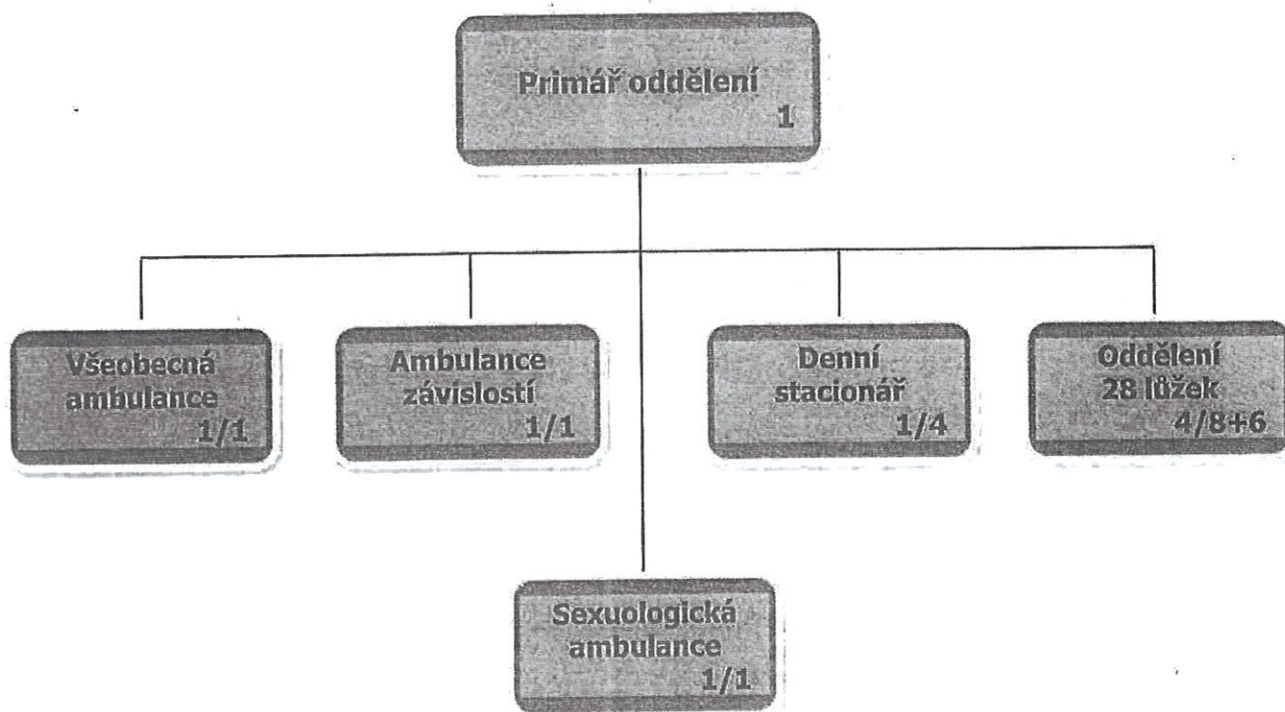 Primář oddělení
1
Všeobecná
ambulance
1/1
Ambulance
závislostí
1/1
Denní
stacionář
1/4
Oddělení
28 lůžek
4/8+6
Sexuologická
ambulance
1/1